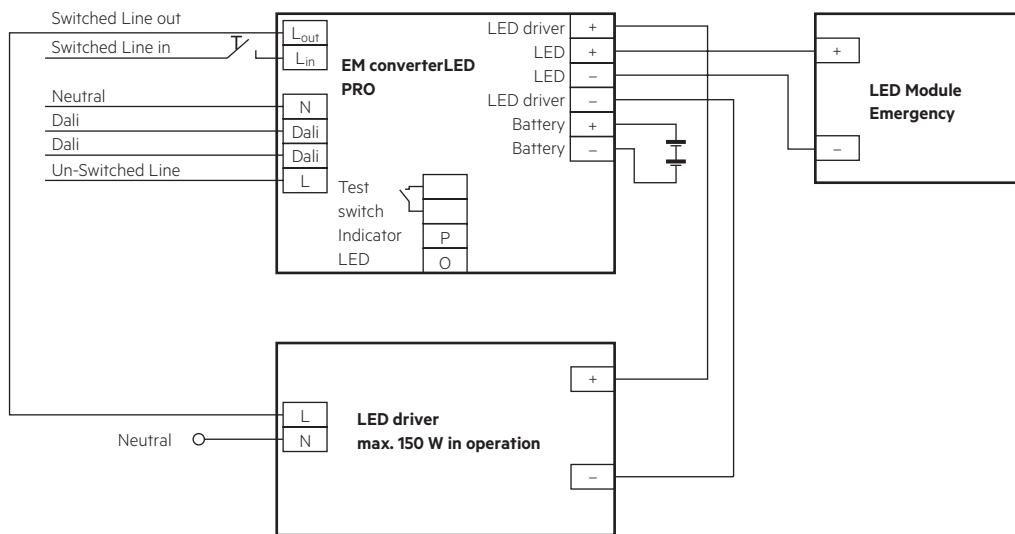 Switched Line out
Switched Line in
Neutral
Dali
Dali
Un-Switched Line
Lout
Lin
N
Dali
Dali
L
EM converterLED
PRO
Test
switch
Indicator
LED
P
O
LED driver +
LED +
LED –
LED driver –
Battery +
Battery –
+
–
LED Module
Emergency
L
N
Neutral
LED driver
max. 150 W in operation
+
–